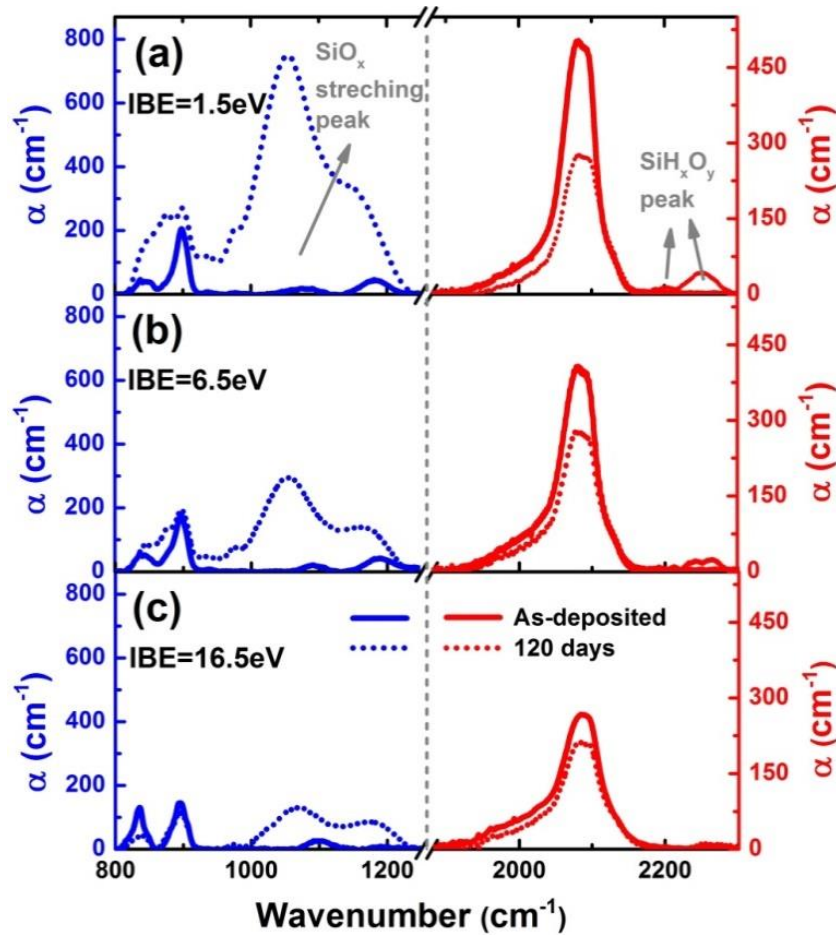 (a)
IBE=1.5eV
SiOₓ
streching
peak
SiHₓOᵧ
peak
α (cm⁻¹)
800
600
400
200
0
450
300
150
0
α (cm⁻¹)
(b)
IBE=6.5eV
α (cm⁻¹)
800
600
400
200
0
450
300
150
0
α (cm⁻¹)
(c)
IBE=16.5eV
As-deposited
120 days
α (cm⁻¹)
800
600
400
200
0
450
300
150
0
α (cm⁻¹)
800 1000 1200 2000 2200
Wavenumber (cm⁻¹)